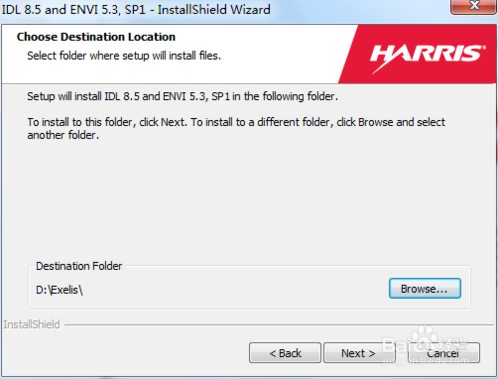 IDL 8.5 and ENVI 5.3, SP1 - InstallShield Wizard
Choose Destination Location
Select folder where setup will install files.
HARRIS
Setup will install IDL 8.5 and ENVI 5.3, SP1 in the following folder.
To install to this folder, click Next. To install to a different folder, click Browse and select
another folder.
Destination Folder
D:\Exelis\
Browse...
InstallShield
< Back
Next >
Cancel